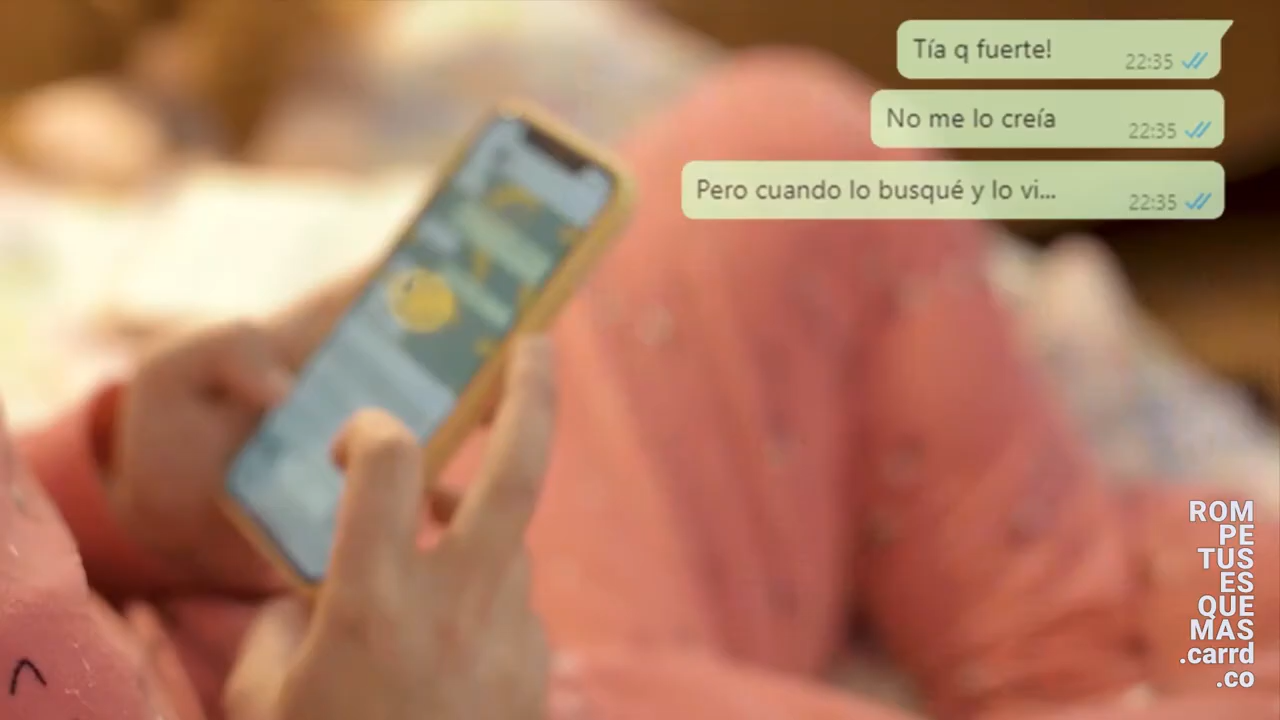 Tía q fuerte!
22:35
No me lo creía
22:35
Pero cuando lo busqué y lo vi...
22:35
ROM
PE
TUS
ES
QUE
MAS
.carrd
.co